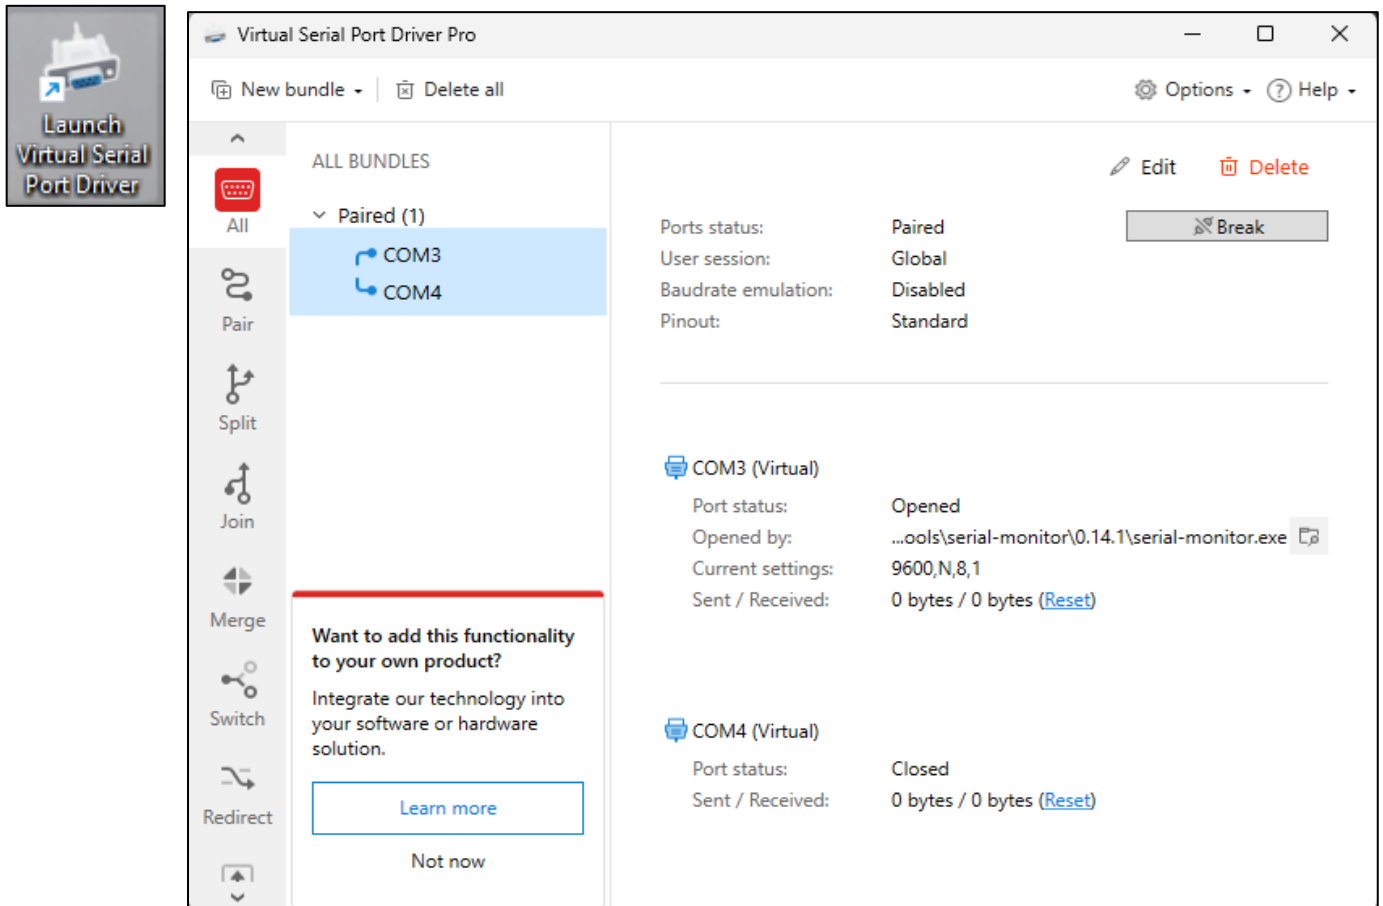 Launch
Virtual Serial
Port Driver
Virtual Serial Port Driver Pro
New bundle
Delete all
Options
Help
All
Pair
Split
Join
Merge
Switch
Redirect
ALL BUNDLES
Paired (1)
COM3
COM4
Want to add this functionality
to your own product?
Integrate our technology into
your software or hardware
solution.
Learn more
Not now
Edit
Delete
Ports status: Paired
Break
User session: Global
Baudrate emulation: Disabled
Pinout: Standard
COM3 (Virtual)
Port status: Opened
Opened by: ...ools\serial-monitor\0.14.1\serial-monitor.exe
Current settings: 9600,N,8,1
Sent / Received: 0 bytes / 0 bytes (Reset)
COM4 (Virtual)
Port status: Closed
Sent / Received: 0 bytes / 0 bytes (Reset)